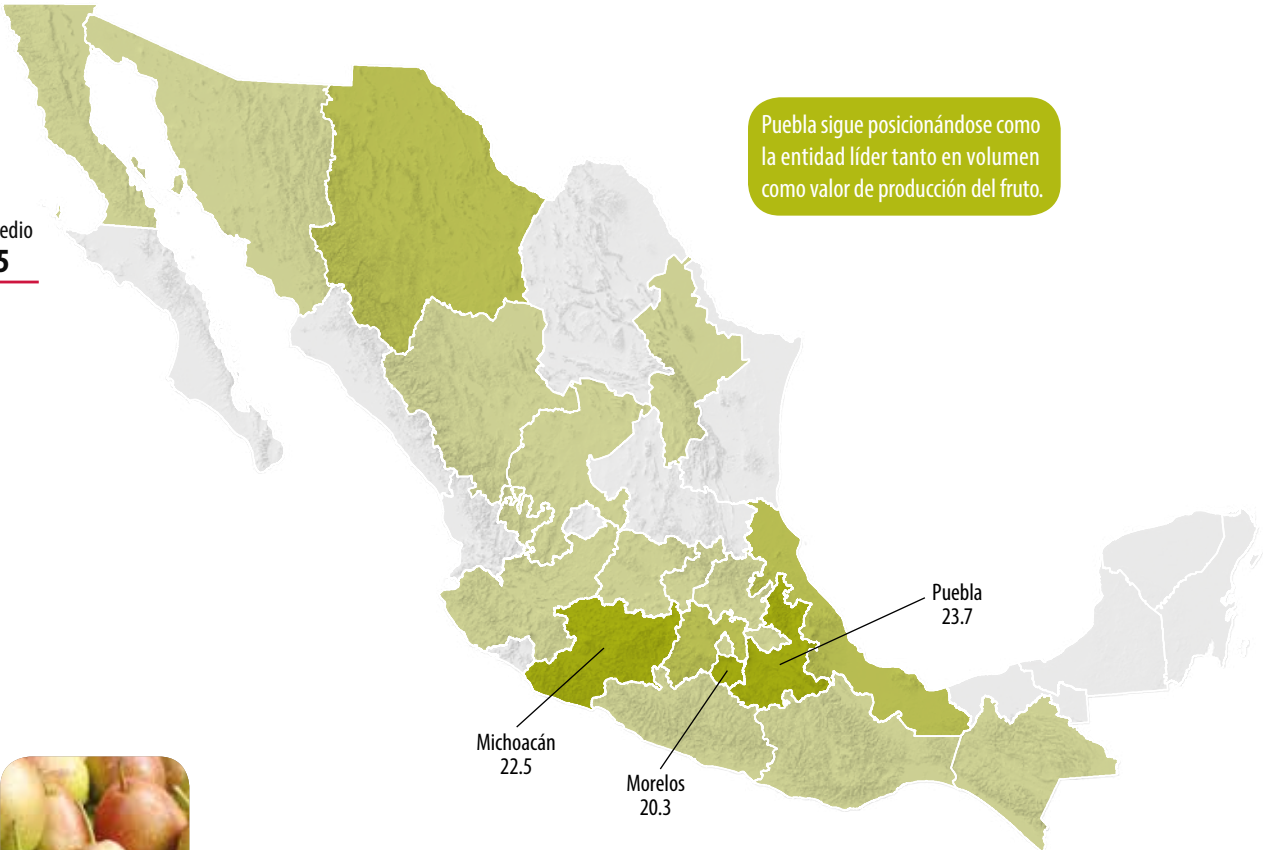 Puebla sigue posicionándose como
la entidad líder tanto en volumen
como valor de producción del fruto.
Puebla
23.7
Michoacán
22.5
Morelos
20.3